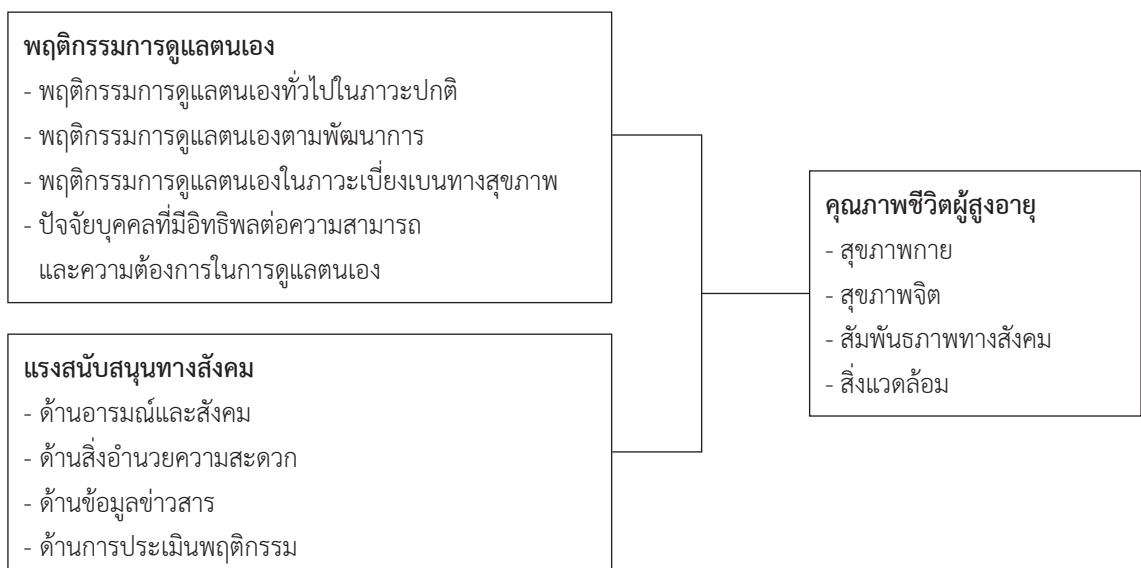 พฤติกรรมการดูแลตนเอง
- พฤติกรรมการดูแลตนเองทั่วไปในภาวะปกติ
- พฤติกรรมการดูแลตนเองตามพัฒนาการ
- พฤติกรรมการดูแลตนเองในภาวะเบี่ยงเบนทางสุขภาพ
- ปัจจัยบุคคลที่มีอิทธิพลต่อความสามารถ
และความต้องการในการดูแลตนเอง
แรงสนับสนุนทางสังคม
- ด้านอารมณ์และสังคม
- ด้านสิ่งอำนวยความสะดวก
- ด้านข้อมูลข่าวสาร
- ด้านการประเมินพฤติกรรม
คุณภาพชีวิตผู้สูงอายุ
- สุขภาพกาย
- สุขภาพจิต
- สัมพันธภาพทางสังคม
- สิ่งแวดล้อม